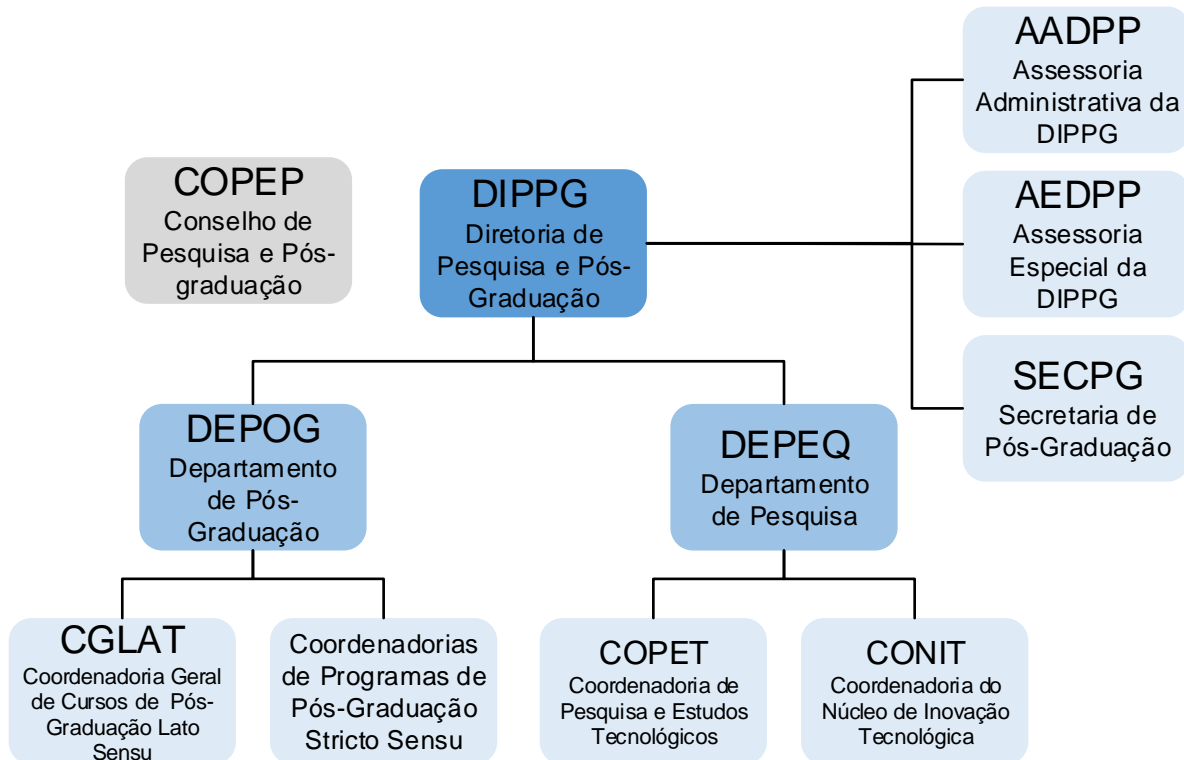 AADPP
Assessoria
Administrativa da
DIPPG
COPEP
Conselho de
Pesquisa e Pós-
graduação
DIPPG
Diretoria de
Pesquisa e Pós-
Graduação
AEDPP
Assessoria
Especial da
DIPPG
SECPG
Secretaria de
Pós-Graduação
DEPOG
Departamento
de Pós-
Graduação
DEPEQ
Departamento
de Pesquisa
CGLAT
Coordenadoria Geral
de Cursos de Pós-
Graduação Lato
Sensu
Coordenadorias
de Programas de
Pós-Graduação
Stricto Sensu
COPET
Coordenadoria de
Pesquisa e Estudos
Tecnológicos
CONIT
Coordenadoria do
Núcleo de Inovação
Tecnológica